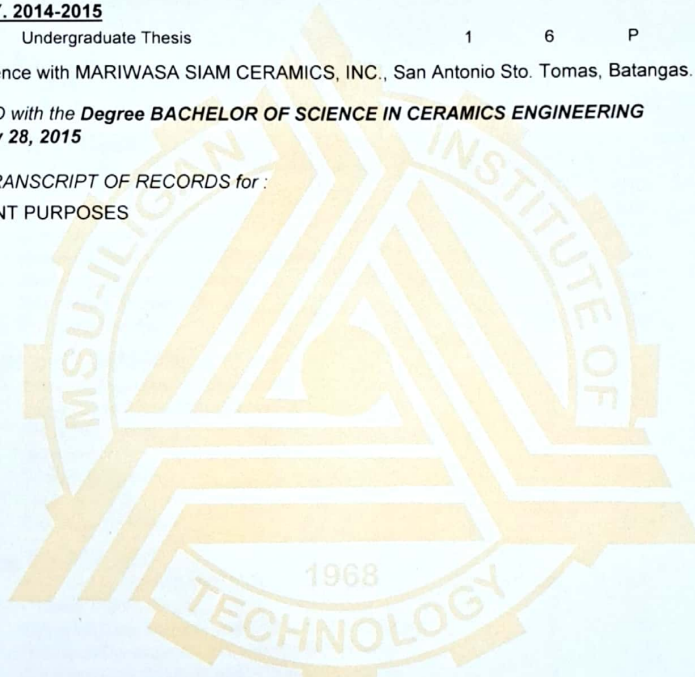 . 2014-2015
Undergraduate Thesis 1 6 P
nce with MARIWASA SIAM CERAMICS, INC., San Antonio Sto. Tomas, Batangas.
with the Degree BACHELOR OF SCIENCE IN CERAMICS ENGINEERING
28, 2015
RANSCRIPT OF RECORDS for :
NT PURPOSES
MSU-ILIGAN INSTITUTE OF
1968
TECHNOLOGY